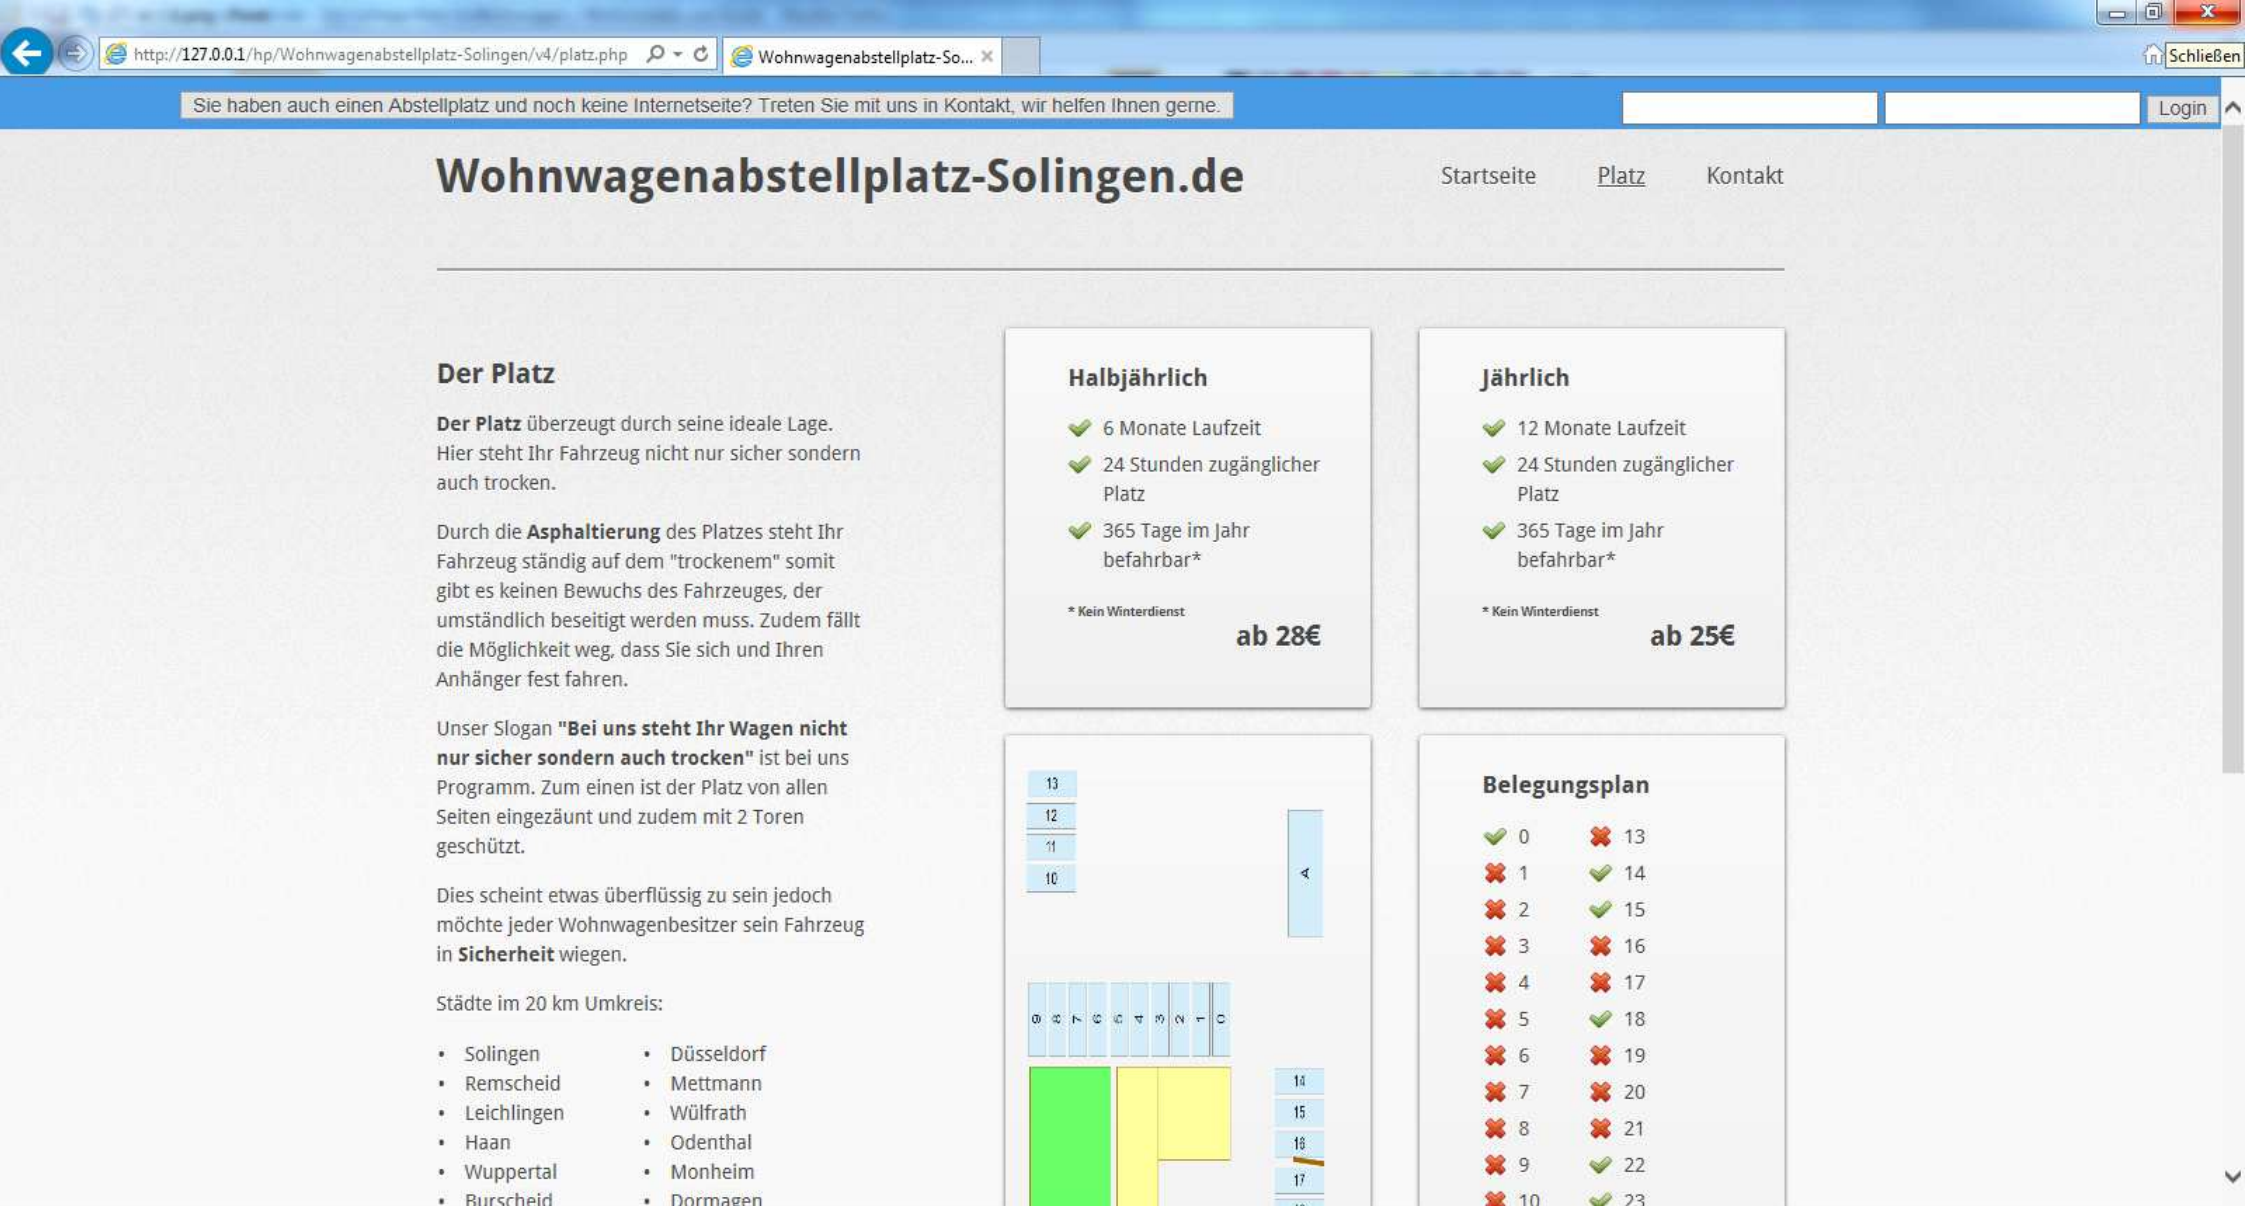 http://127.0.0.1/hp/Wohnwagenabstellplatz-Solingen/v4/platz.php
Wohnwagenabstellplatz-So...
Schließen
Sie haben auch einen Abstellplatz und noch keine Internetseite? Treten Sie mit uns in Kontakt, wir helfen Ihnen gerne.
Login
Wohnwagenabstellplatz-Solingen.de
Startseite
Platz
Kontakt
Der Platz
Der Platz überzeugt durch seine ideale Lage.
Hier steht Ihr Fahrzeug nicht nur sicher sondern
auch trocken.
Durch die Asphaltierung des Platzes steht Ihr
Fahrzeug ständig auf dem "trockenem" somit
gibt es keinen Bewuchs des Fahrzeuges, der
umständlich beseitigt werden muss. Zudem fällt
die Möglichkeit weg, dass Sie sich und Ihren
Anhänger fest fahren.
Unser Slogan "Bei uns steht Ihr Wagen nicht
nur sicher sondern auch trocken" ist bei uns
Programm. Zum einen ist der Platz von allen
Seiten eingezäunt und zudem mit 2 Toren
geschützt.
Dies scheint etwas überflüssig zu sein jedoch
möchte jeder Wohnwagenbesitzer sein Fahrzeug
in Sicherheit wiegen.
Städte im 20 km Umkreis:
• Solingen
• Remscheid
• Leichlingen
• Haan
• Wuppertal
• Burscheid
• Düsseldorf
• Mettmann
• Wülfrath
• Odenthal
• Monheim
• Dormagen
Halbjährlich
6 Monate Laufzeit
24 Stunden zugänglicher
Platz
365 Tage im Jahr
befahrbar*
* Kein Winterdienst
ab 28€
Jährlich
12 Monate Laufzeit
24 Stunden zugänglicher
Platz
365 Tage im Jahr
befahrbar*
* Kein Winterdienst
ab 25€
13
12
11
10
A
9 8 7 6 5 4 3 2 1 0
14
15
16
17
Belegungsplan
0 13
1 14
2 15
3 16
4 17
5 18
6 19
7 20
8 21
9 22
10 23